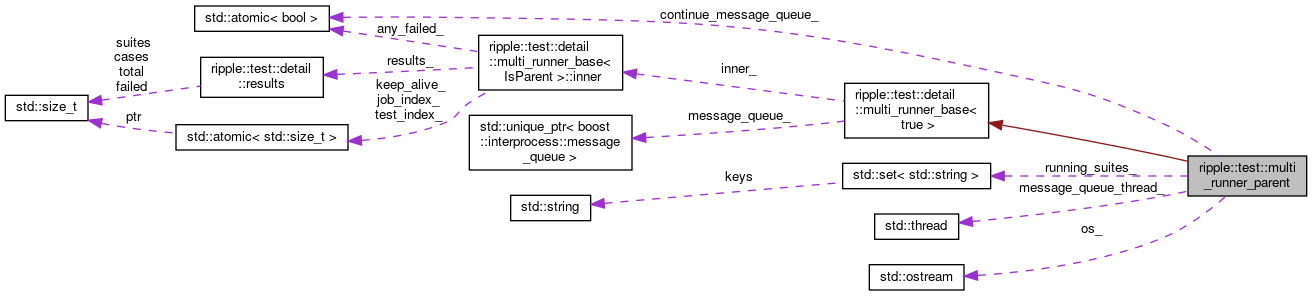 std::atomic< bool >
continue_message_queue_
any_failed_
suites
cases
total
failed
ripple::test::detail
::results
results_
ripple::test::detail
::multi_runner_base<
IsParent >::inner
inner_
keep_alive_
job_index_
test_index_
std::size_t
ptr
std::atomic< std::size_t >
std::unique_ptr< boost
::interprocess::message
_queue >
message_queue_
ripple::test::detail
::multi_runner_base<
true >
ripple::test::multi
_runner_parent
running_suites_
std::set< std::string >
keys
std::string
message_queue_thread_
std::thread
os_
std::ostream